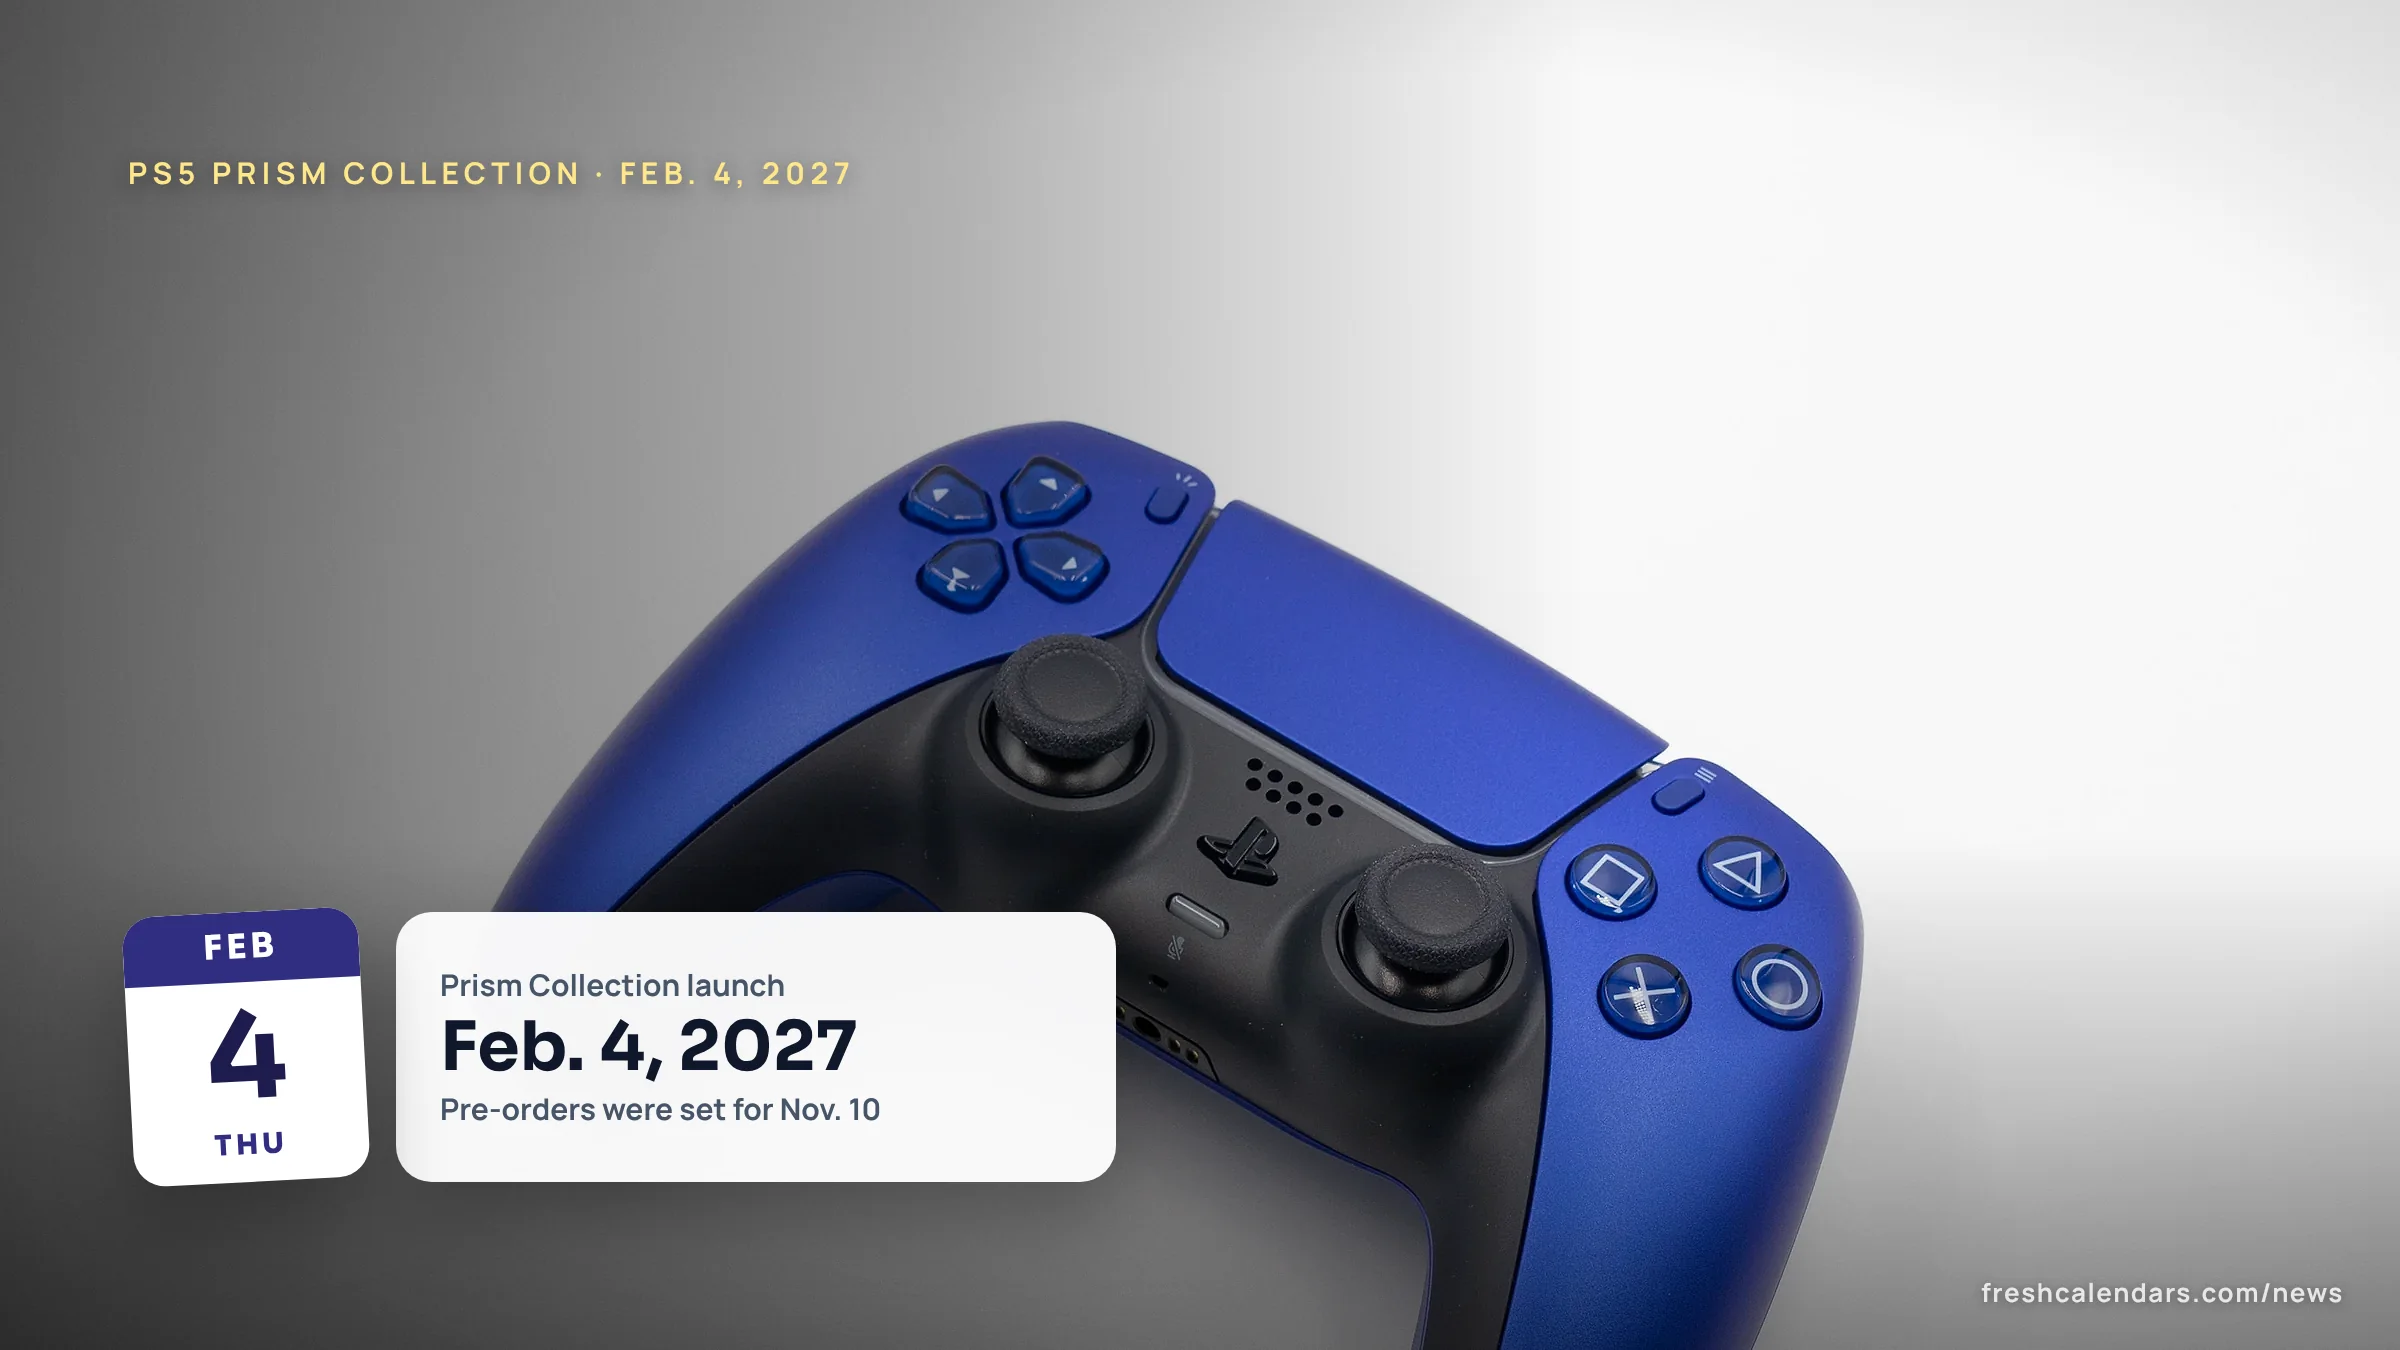 PS5 PRISM COLLECTION · FEB. 4, 2027
FEB
4
THU
Prism Collection launch
Feb. 4, 2027
Pre-orders were set for Nov. 10
freshcalendars.com/news